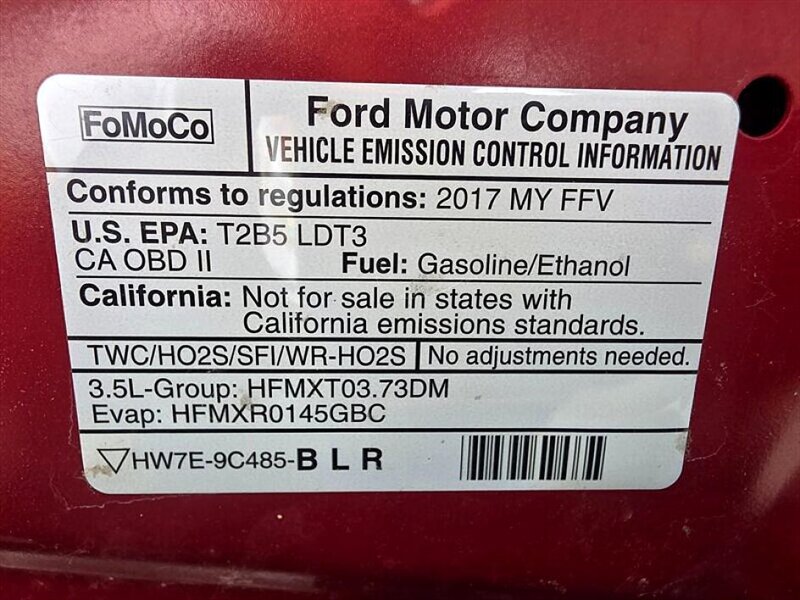 FoMoCo
Ford Motor Company
VEHICLE EMISSION CONTROL INFORMATION
Conforms to regulations: 2017 MY FFV
U.S. EPA: T2B5 LDT3
CA OBD II Fuel: Gasoline/Ethanol
California: Not for sale in states with
California emissions standards.
TWC/HO2S/SFI/WR-HO2S No adjustments needed.
3.5L-Group: HFMXT03.73DM
Evap: HFMXR0145GBC
HW7E-9C485-B L R